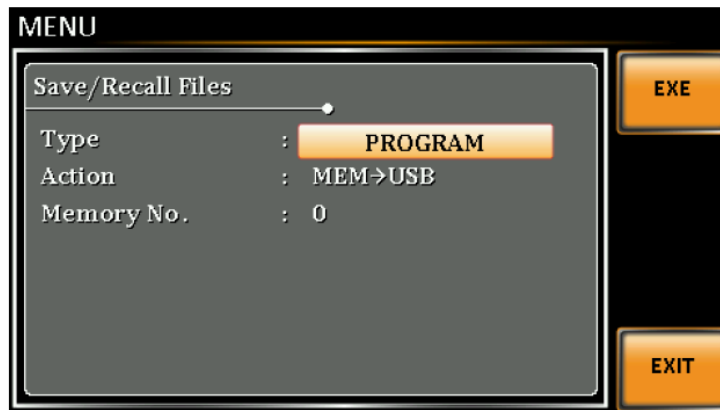 MENU
Save/Recall Files
EXE
Type : PROGRAM
Action : MEM→USB
Memory No. : 0
EXIT